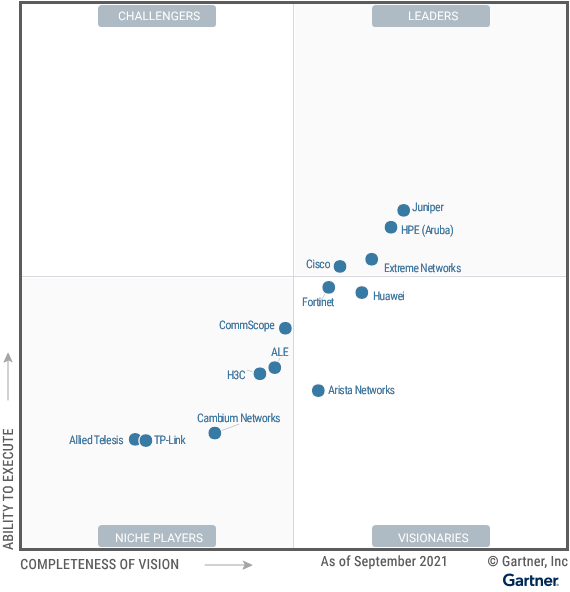 CHALLENGERS
LEADERS
Juniper
HPE (Aruba)
Cisco
Extreme Networks
Fortinet
Huawei
CommScope
ALE
H3C
Arista Networks
Cambium Networks
Allied Telesis
TP-Link
ABILITY TO EXECUTE
NICHE PLAYERS
VISIONARIES
COMPLETENESS OF VISION
As of September 2021
© Gartner, Inc
Gartner